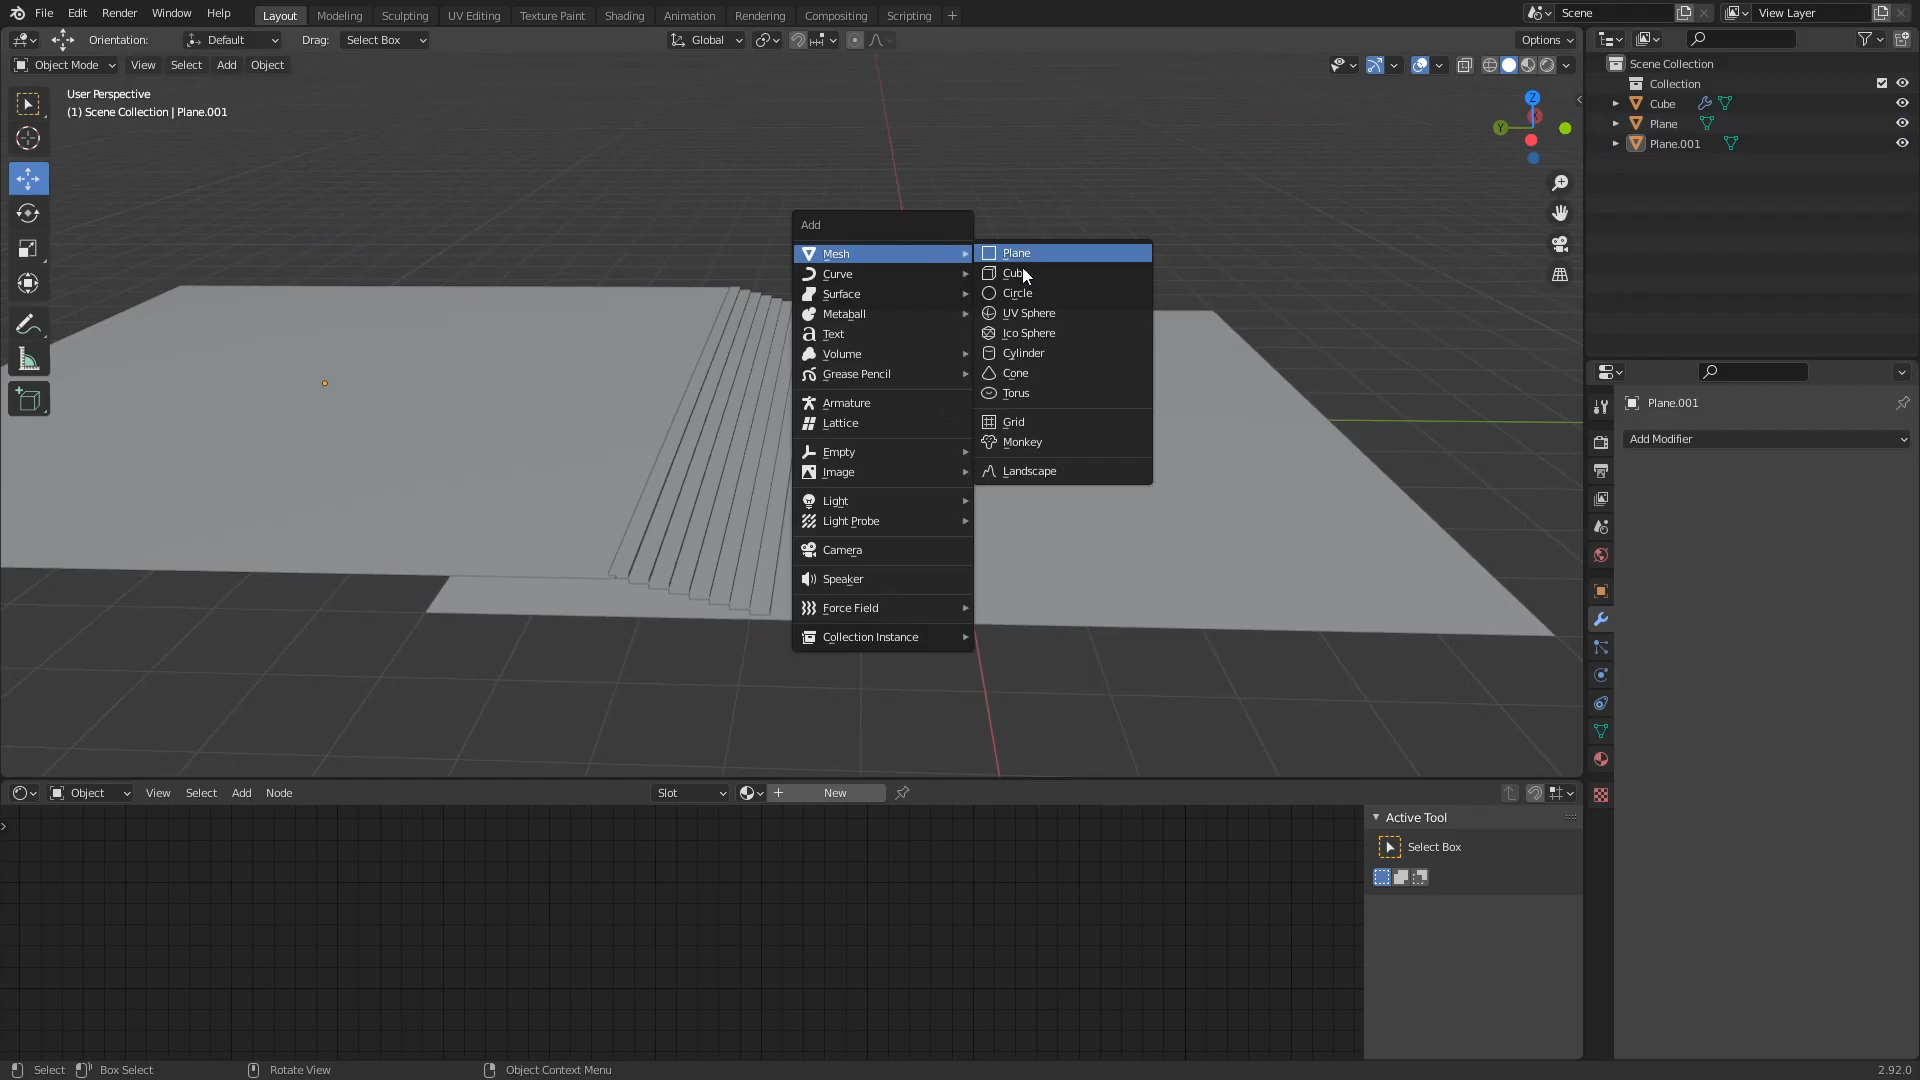 File Edit Render Window Help Layout Modeling Sculpting UV Editing Texture Paint Shading Animation Rendering Compositing Scripting + Scene View Layer
Orientation: Default Drag: Select Box Global Options
Object Mode View Select Add Object
User Perspective
(1) Scene Collection | Plane.001
Z
Y
Scene Collection
Collection
Cube
Plane
Plane.001
Add
Mesh
Curve
Surface
Metaball
Text
Volume
Grease Pencil
Armature
Lattice
Empty
Image
Light
Light Probe
Camera
Speaker
Force Field
Collection Instance
Plane
Cube
Circle
UV Sphere
Ico Sphere
Cylinder
Cone
Torus
Grid
Monkey
Landscape
Plane.001
Add Modifier
Object View Select Add Node Slot New
Active Tool
Select Box
Select Box Select Rotate View Object Context Menu 2.92.0